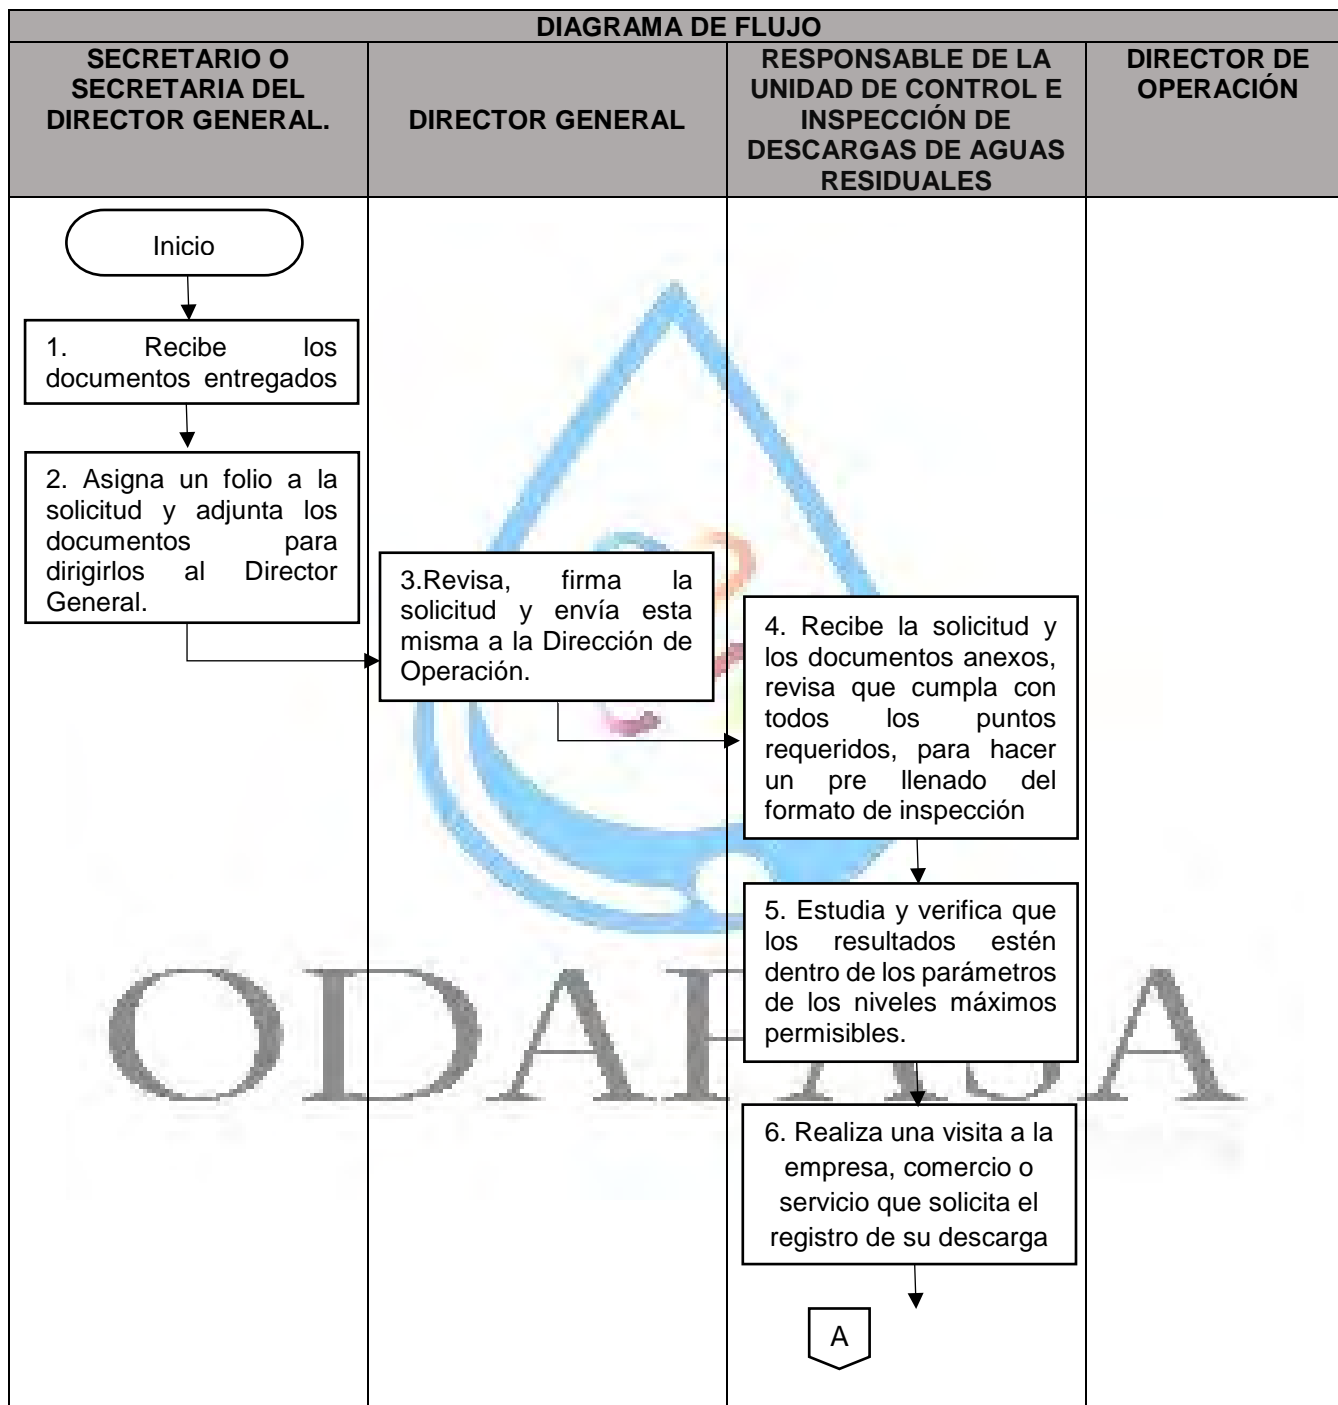 DIAGRAMA DE FLUJO
SECRETARIO O
SECRETARIA DEL
DIRECTOR GENERAL.
DIRECTOR GENERAL
RESPONSABLE DE LA
UNIDAD DE CONTROL E
INSPECCIÓN DE
DESCARGAS DE AGUAS
RESIDUALES
DIRECTOR DE
OPERACIÓN
Inicio
1. Recibe los
documentos entregados
2. Asigna un folio a la
solicitud y adjunta los
documentos para
dirigirlos al Director
General.
3.Revisa, firma la
solicitud y envía esta
misma a la Dirección de
Operación.
4. Recibe la solicitud y
los documentos anexos,
revisa que cumpla con
todos los puntos
requeridos, para hacer
un pre llenado del
formato de inspección
5. Estudia y verifica que
los resultados estén
dentro de los parámetros
de los niveles máximos
permisibles.
6. Realiza una visita a la
empresa, comercio o
servicio que solicita el
registro de su descarga
A